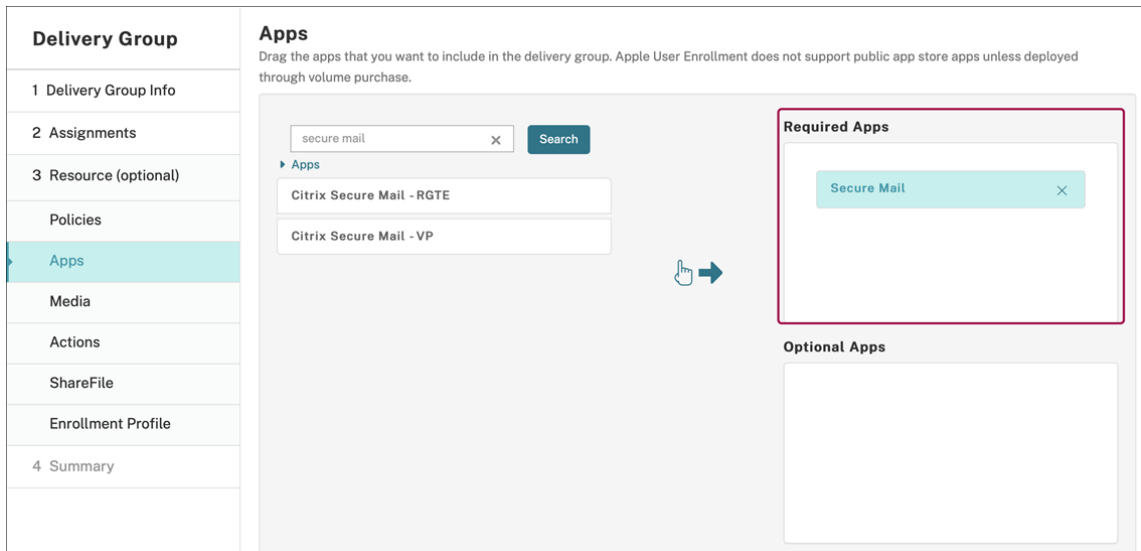 Delivery Group
1 Delivery Group Info
2 Assignments
3 Resource (optional)
Policies
Apps
Media
Actions
ShareFile
Enrollment Profile
4 Summary
Apps
Drag the apps that you want to include in the delivery group. Apple User Enrollment does not support public app store apps unless deployed
through volume purchase.
secure mail
Search
Apps
Citrix Secure Mail - RGTE
Citrix Secure Mail - VP
Required Apps
Secure Mail
Optional Apps